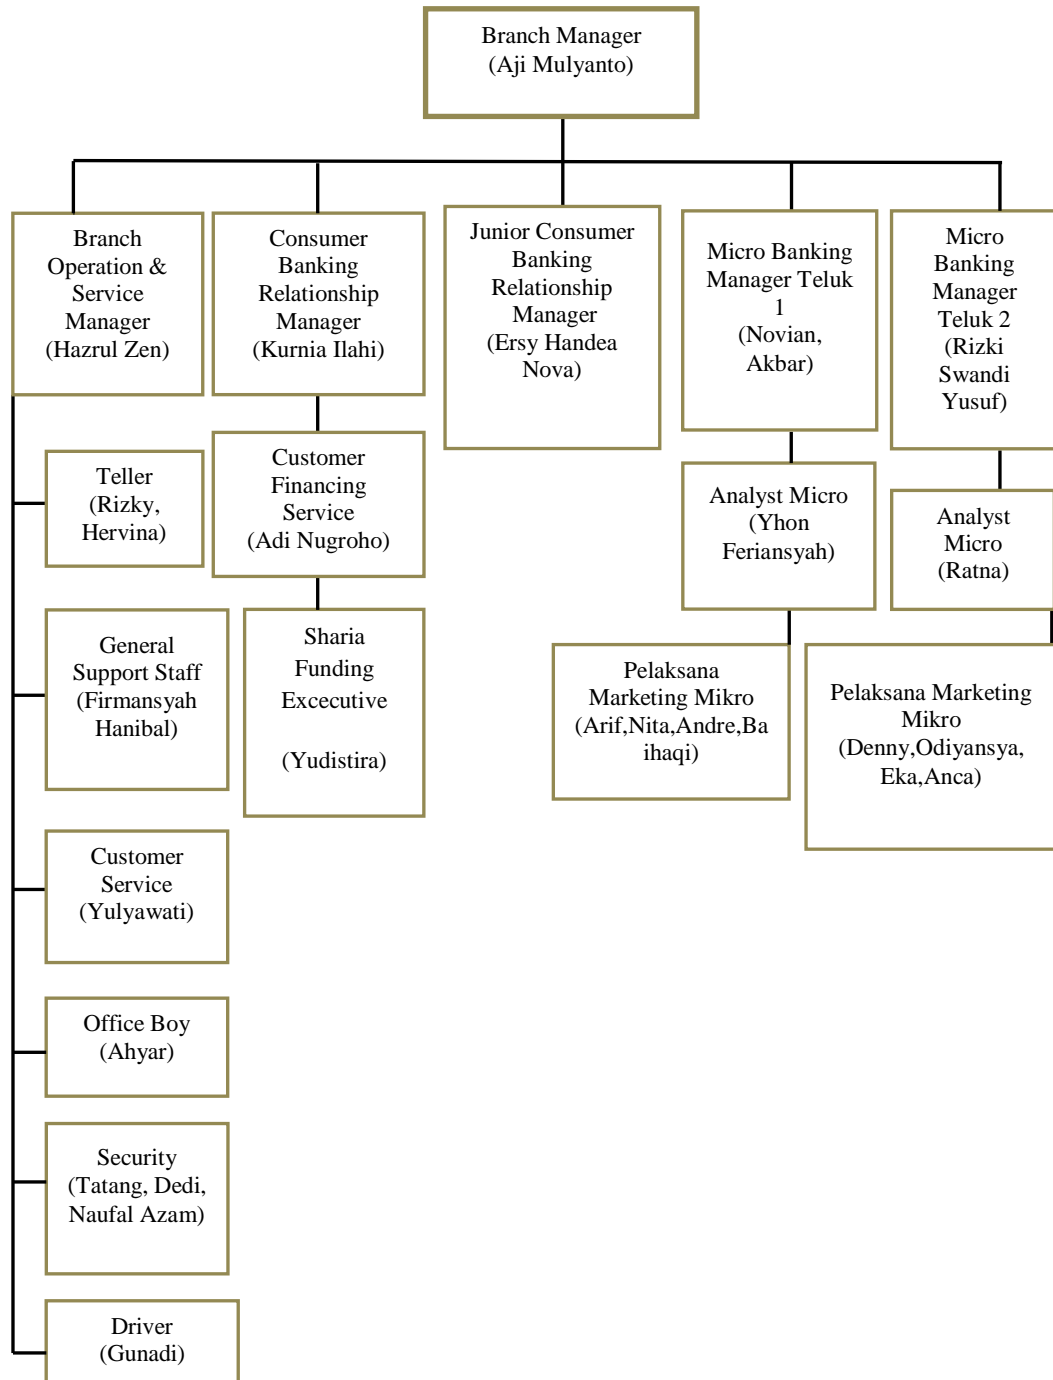 Branch Manager
(Aji Mulyanto)
Branch
Operation &
Service
Manager
(Hazrul Zen)
Consumer
Banking
Relationship
Manager
(Kurnia Ilahi)
Junior Consumer
Banking
Relationship
Manager
(Ersy Handea
Nova)
Micro Banking
Manager Teluk
1
(Novian,
Akbar)
Micro
Banking
Manager
Teluk 2
(Rizki
Swandi
Yusuf)
Teller
(Rizky,
Hervina)
Customer
Financing
Service
(Adi Nugroho)
Analyst Micro
(Yhon
Feriansyah)
Analyst
Micro
(Ratna)
General
Support Staff
(Firmansyah
Hanibal)
Sharia
Funding
Excecutive
(Yudistira)
Pelaksana
Marketing Mikro
(Arif,Nita,Andre,Ba
ihaqi)
Pelaksana Marketing
Mikro
(Denny,Odiyansya,
Eka,Anca)
Customer
Service
(Yulyawati)
Office Boy
(Ahyar)
Security
(Tatang, Dedi,
Naufal Azam)
Driver
(Gunadi)